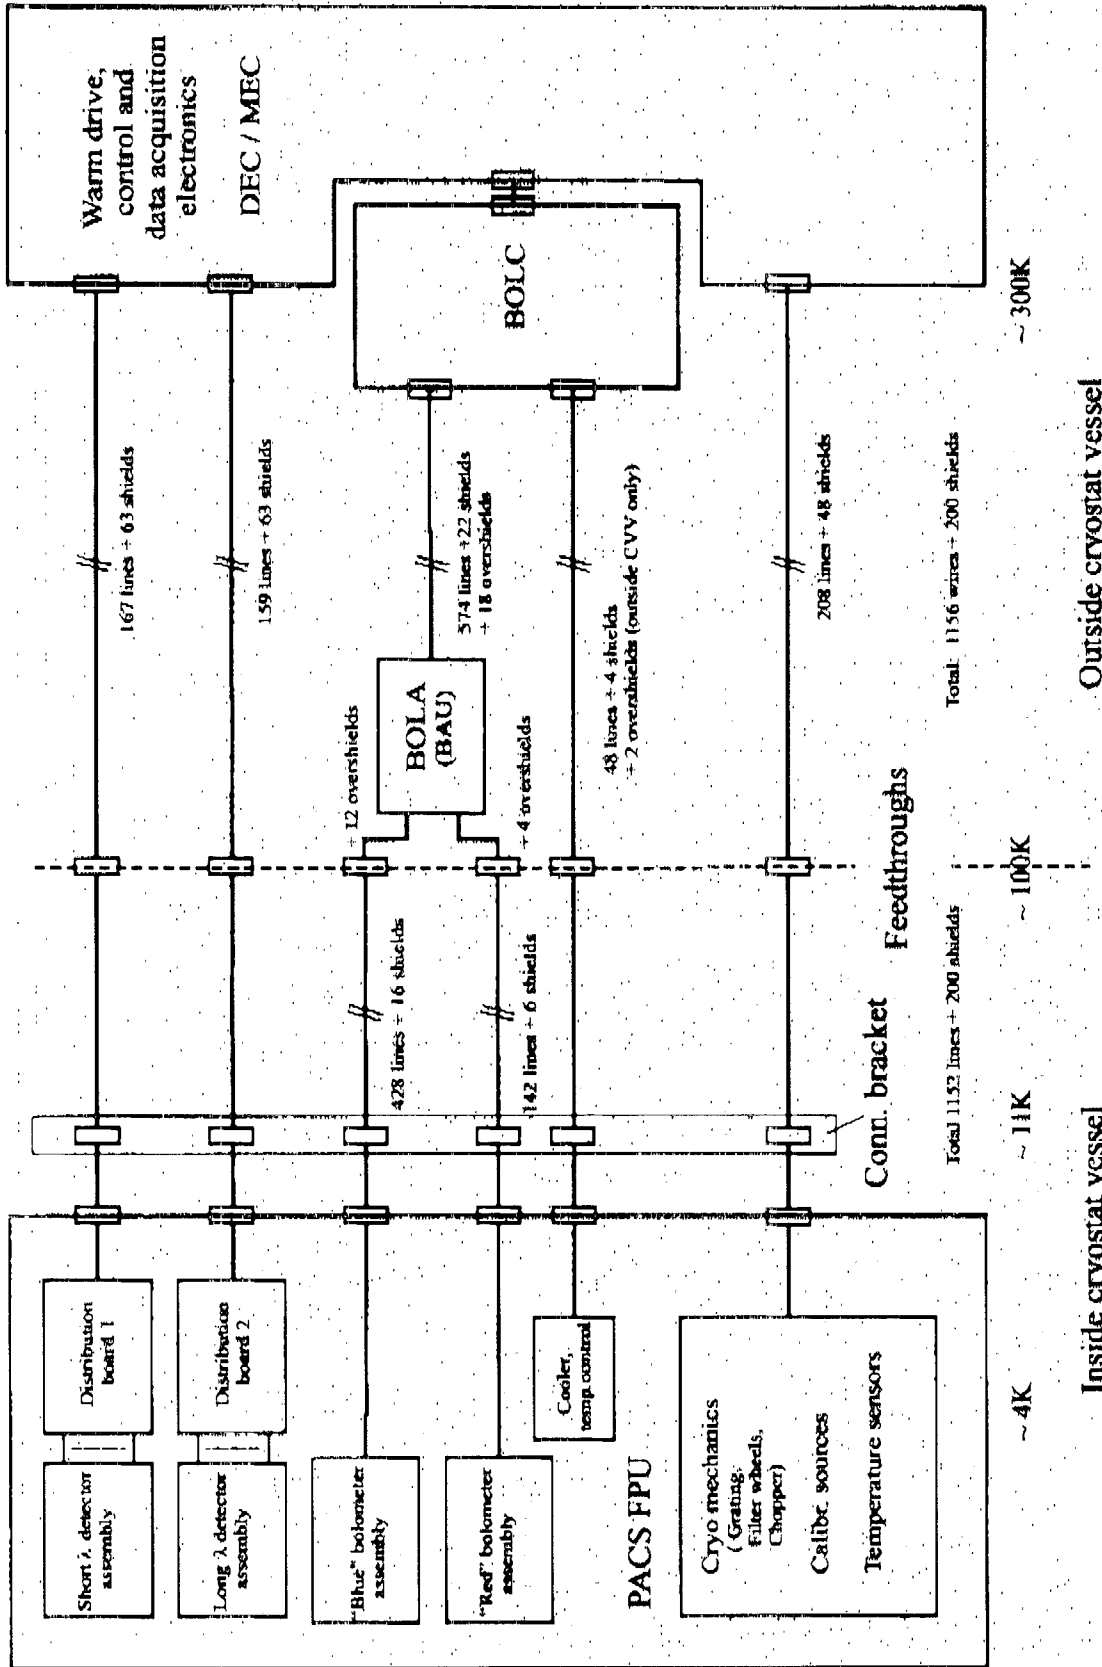 Short λ detector
assembly
Distribution
board 1
167 lines + 63 shields
Warm drive,
control and
data acquisition
electronics
DEC / MEC
Long λ detector
assembly
Distribution
board 2
159 lines + 63 shields
"Blue" bolometer
assembly
428 lines + 16 shields
+ 12 overshields
BOLA
(BAU)
574 lines +22 shields
+ 18 overshields
BOLC
"Red" bolometer
assembly
142 lines + 6 shields
+ 4 overshields
Cooler,
temp. control
48 lines + 4 shields
+ 2 overshields (outside CVV only)
PACS FPU
Cryo mechanics
( Grating,
Filter wheels,
Chopper)
Calibr. sources
Temperature sensors
208 lines + 48 shields
Conn. bracket
Feedthroughs
Total 1152 lines + 200 shields
Total: 1156 wires + 200 shields
~4K
~ 11K
~ 100K
~ 300K
Inside cryostat vessel
Outside cryostat vessel